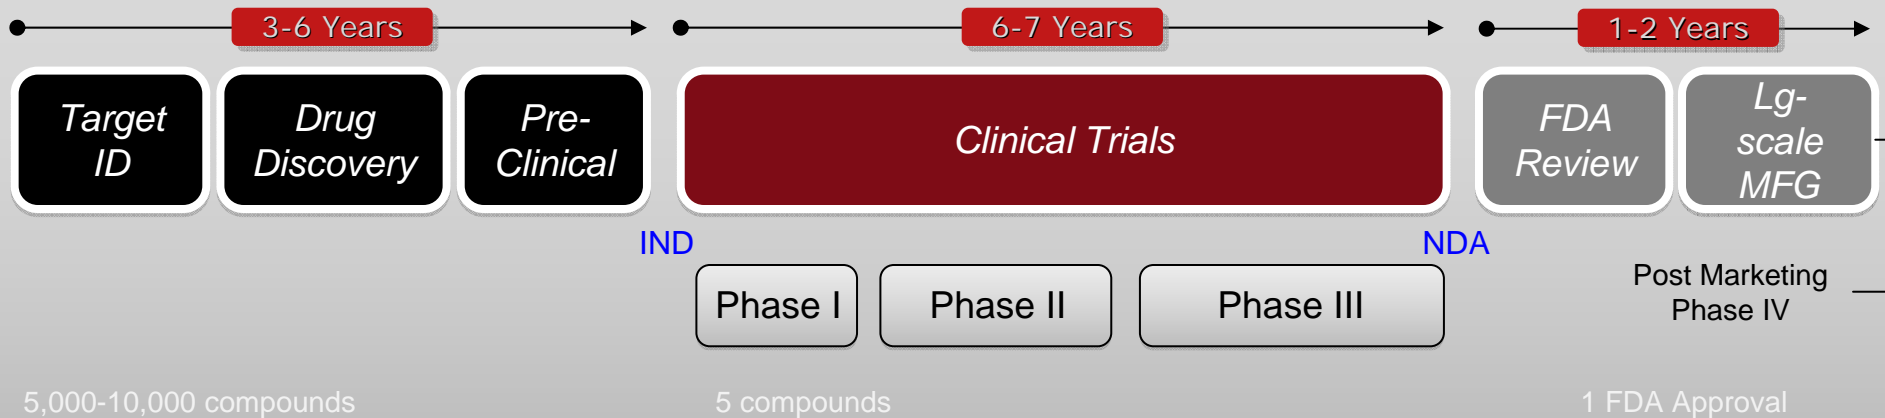 3-6 Years
6-7 Years
1-2 Years
Target
ID
Drug
Discovery
Pre-
Clinical
Clinical Trials
FDA
Review
Lg-
scale
MFG
IND
NDA
Phase I
Phase II
Phase III
Post Marketing
Phase IV
5,000-10,000 compounds
5 compounds
1 FDA Approval